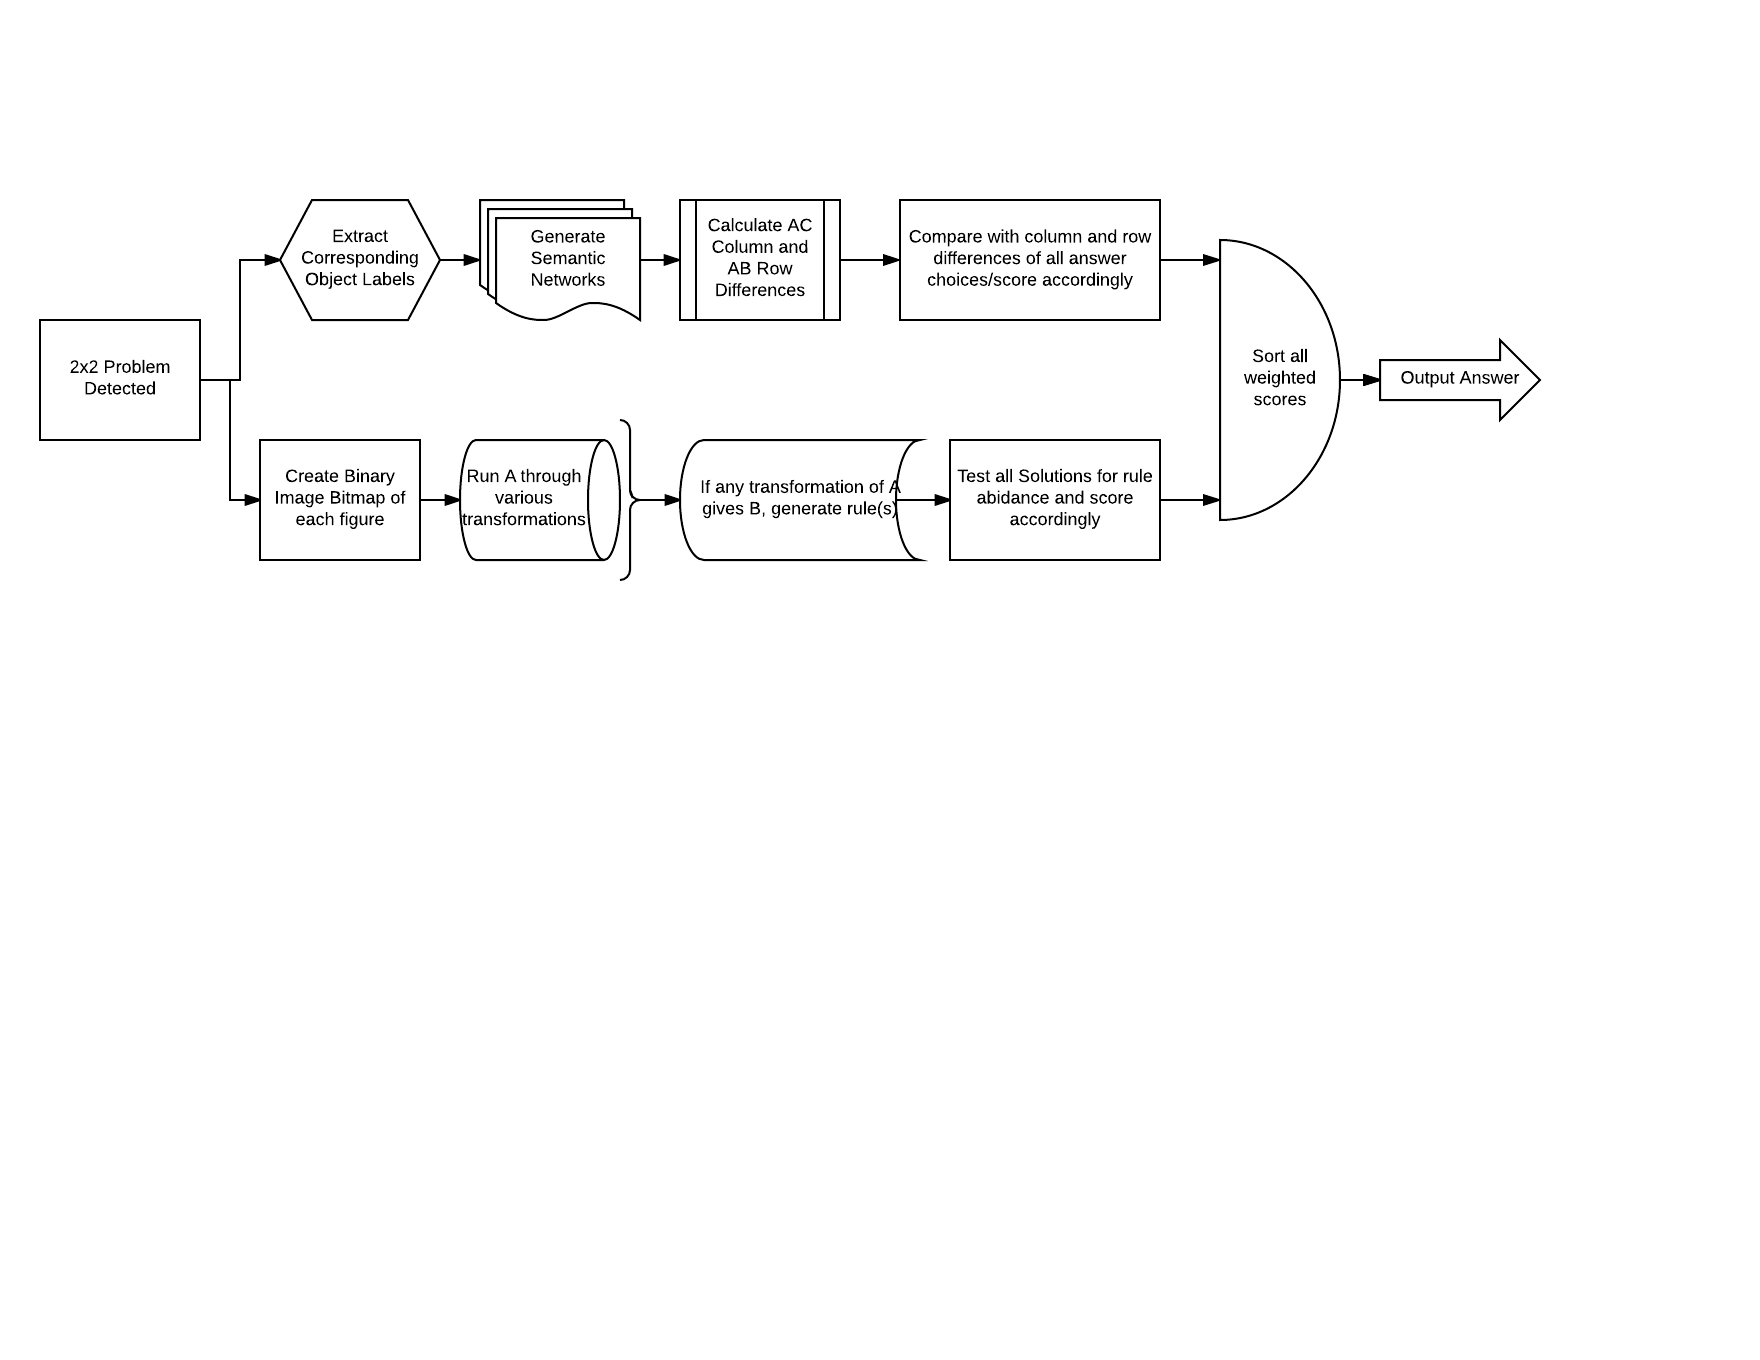 2x2 Problem
Detected
Extract
Corresponding
Object Labels
Generate
Semantic
Networks
Calculate AC
Column and
AB Row
Differences
Compare with column and row
differences of all answer
choices/score accordingly
Create Binary
Image Bitmap of
each figure
Run A through
various
transformations
If any transformation of A
gives B, generate rule(s)
Test all Solutions for rule
abidance and score
accordingly
Sort all
weighted
scores
Output Answer